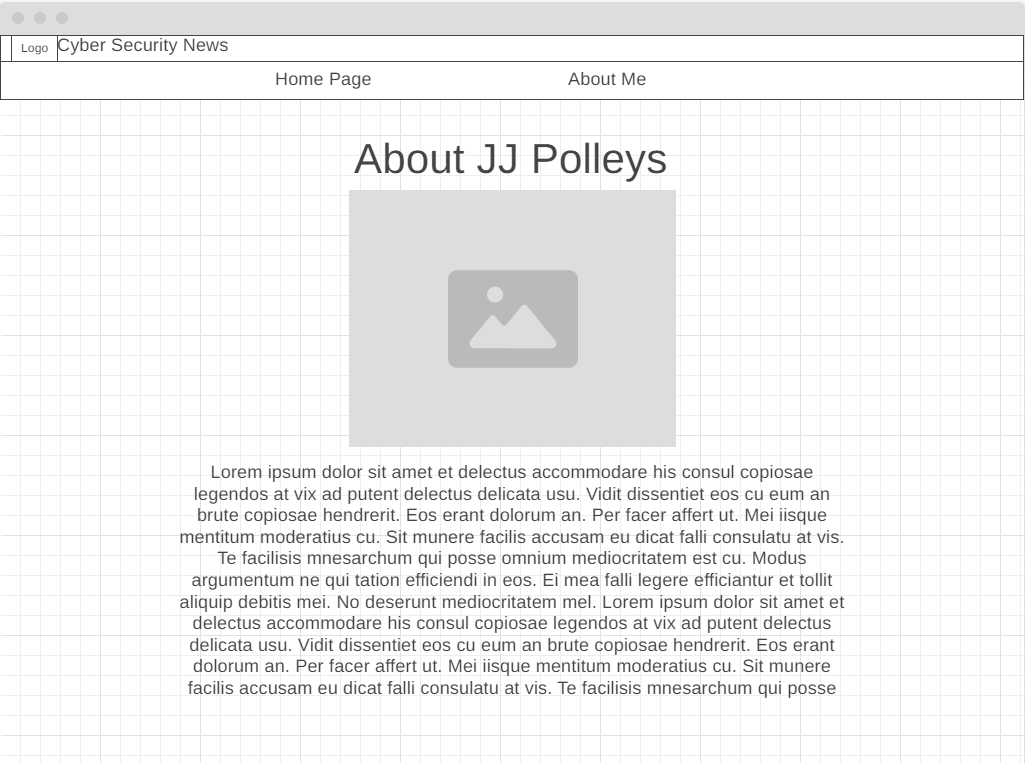 Logo
Cyber Security News
Home Page
About Me
About JJ Polleys
Lorem ipsum dolor sit amet et delectus accommodare his consul copiosae
legendos at vix ad putent delectus delicata usu. Vidit dissentiet eos cu eum an
brute copiosae hendrerit. Eos erant dolorum an. Per facer affert ut. Mei iisque
mentitum moderatius cu. Sit munere facilis accusam eu dicat falli consulatu at vis.
Te facilisis mnesarchum qui posse omnium mediocritatem est cu. Modus
argumentum ne qui tation efficiendi in eos. Ei mea falli legere efficiantur et tollit
aliquip debitis mei. No deserunt mediocritatem mel. Lorem ipsum dolor sit amet et
delectus accommodare his consul copiosae legendos at vix ad putent delectus
delicata usu. Vidit dissentiet eos cu eum an brute copiosae hendrerit. Eos erant
dolorum an. Per facer affert ut. Mei iisque mentitum moderatius cu. Sit munere
facilis accusam eu dicat falli consulatu at vis. Te facilisis mnesarchum qui posse